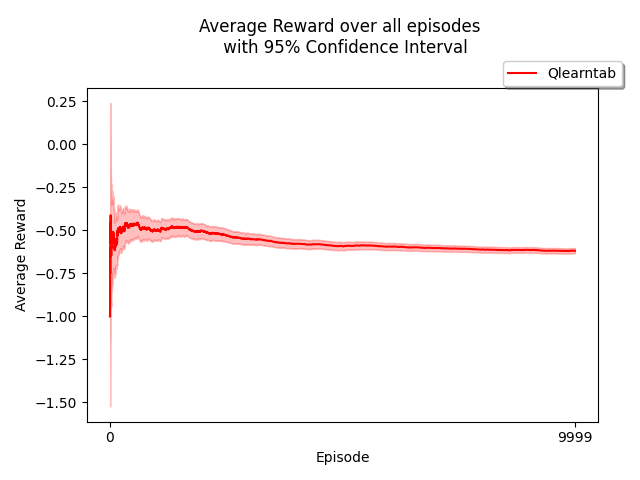 Average Reward over all episodes
with 95% Confidence Interval
Qlearntab
0.25
0.00
−0.25
−0.50
−0.75
−1.00
−1.25
−1.50
Average Reward
0
9999
Episode